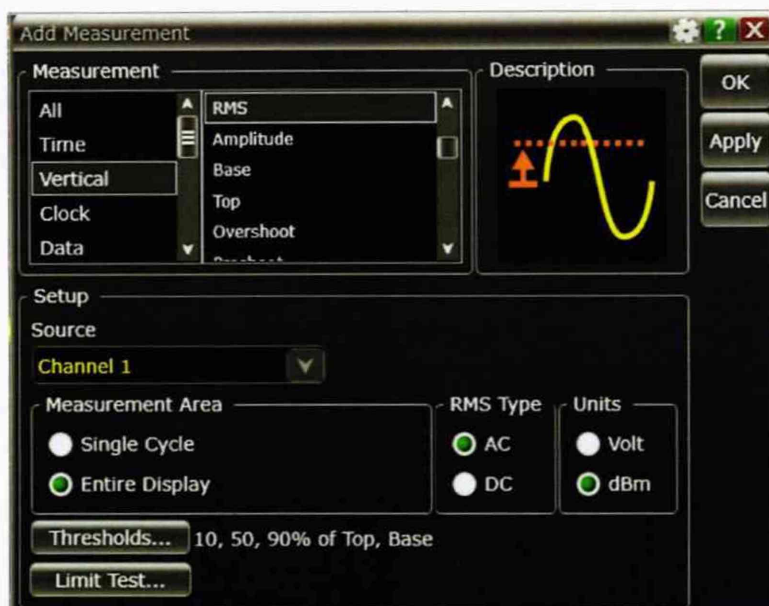 Add Measurement
?
X
Measurement
All
Time
Vertical
Clock
Data
RMS
Amplitude
Base
Top
Overshoot
Description
OK
Apply
Cancel
Setup
Source
Channel 1
Measurement Area
Single Cycle
Entire Display
RMS Type
AC
DC
Units
Volt
dBm
Thresholds...
10, 50, 90% of Top, Base
Limit Test...